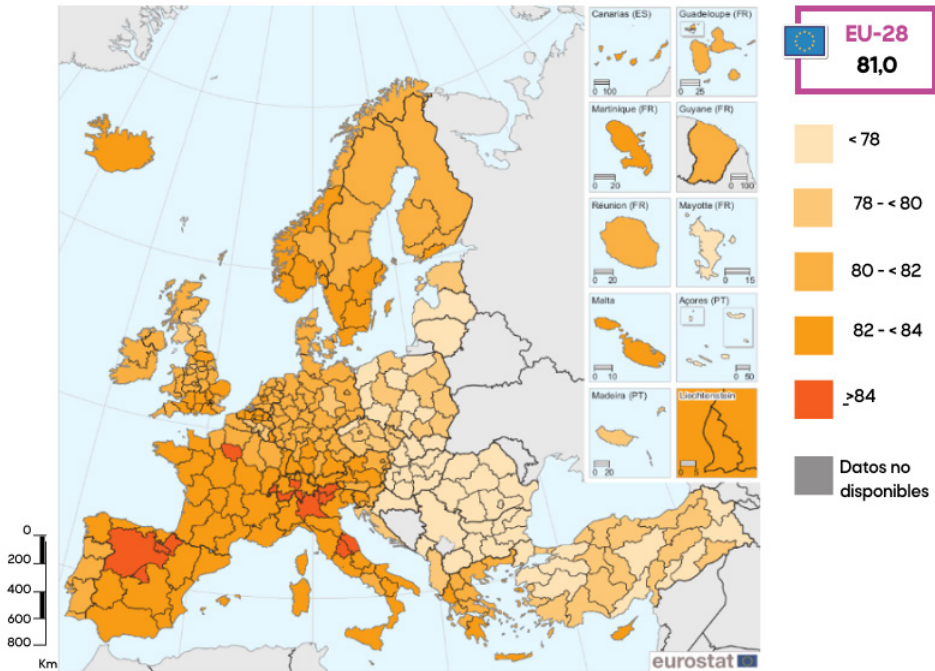 Canarias (ES)
0 100
Guadeloupe (FR)
0 25
Martinique (FR)
0 20
Guyane (FR)
0 100
Réunion (FR)
0 20
Mayotte (FR)
0 15
Malta
0 10
Açores (PT)
0 50
Madeira (PT)
0 20
Liechtenstein
0 5
EU-28
81,0
< 78
78 - < 80
80 - < 82
82 - < 84
>84
Datos no
disponibles
0
200
400
600
800
Km
eurostat